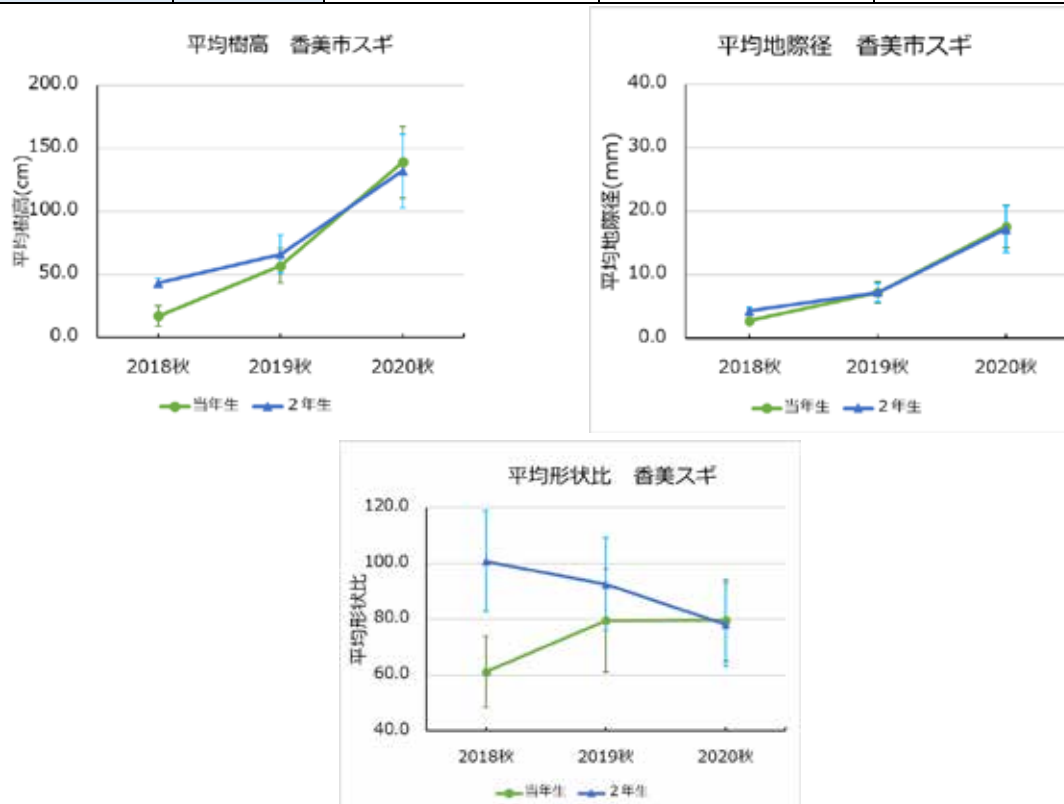 平均樹高　香美市スギ
平均樹高(cm)
200.0
150.0
100.0
50.0
0.0
2018秋 2019秋 2020秋
当年生 2年生
平均地際径　香美市スギ
平均地際径(mm)
40.0
30.0
20.0
10.0
0.0
2018秋 2019秋 2020秋
当年生 2年生
平均形状比　香美スギ
平均形状比
120.0
100.0
80.0
60.0
40.0
2018秋 2019秋 2020秋
当年生 2年生